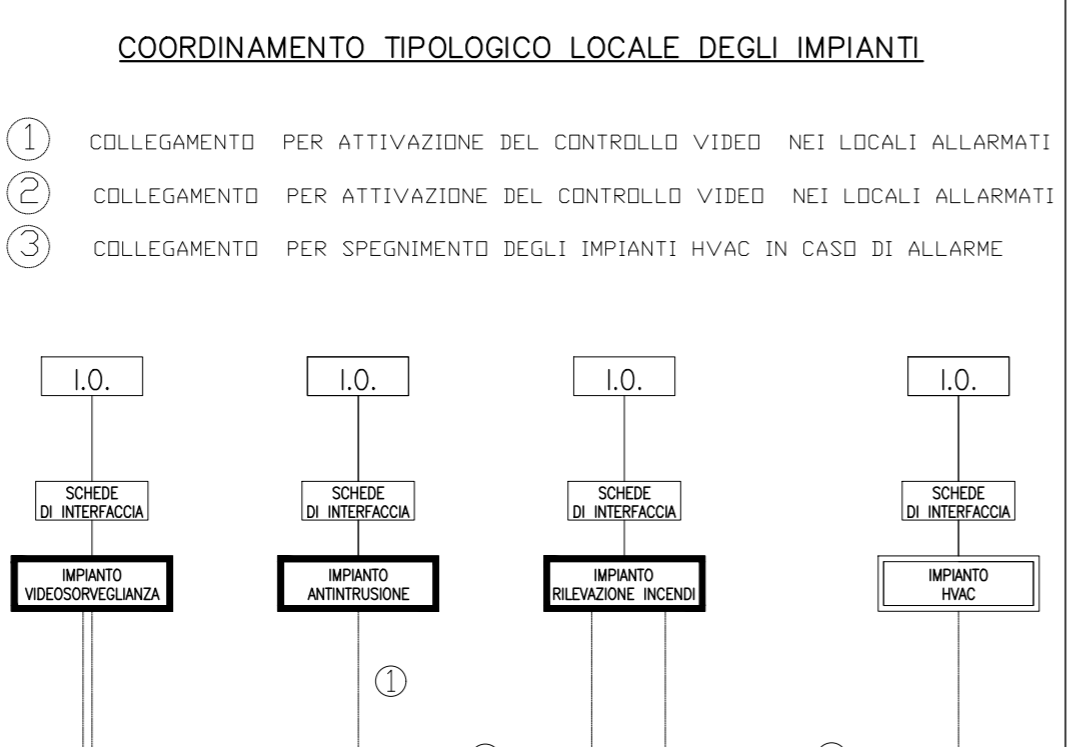 COORDINAMENTO TIPOLOGICO LOCALE DEGLI IMPIANTI
1 COLLEGAMENTO PER ATTIVAZIONE DEL CONTROLLO VIDEO NEI LOCALI ALLARMATI
2 COLLEGAMENTO PER ATTIVAZIONE DEL CONTROLLO VIDEO NEI LOCALI ALLARMATI
3 COLLEGAMENTO PER SPEGNIMENTO DEGLI IMPIANTI HVAC IN CASO DI ALLARME
I.O. I.O. I.O. I.O.
SCHEDE SCHEDE SCHEDE SCHEDE
DI INTERFACCIA DI INTERFACCIA DI INTERFACCIA DI INTERFACCIA
IMPIANTO IMPIANTO IMPIANTO IMPIANTO
VIDEOSORVEGLIANZA ANTINTRUSIONE RILEVAZIONE INCENDI HVAC
1